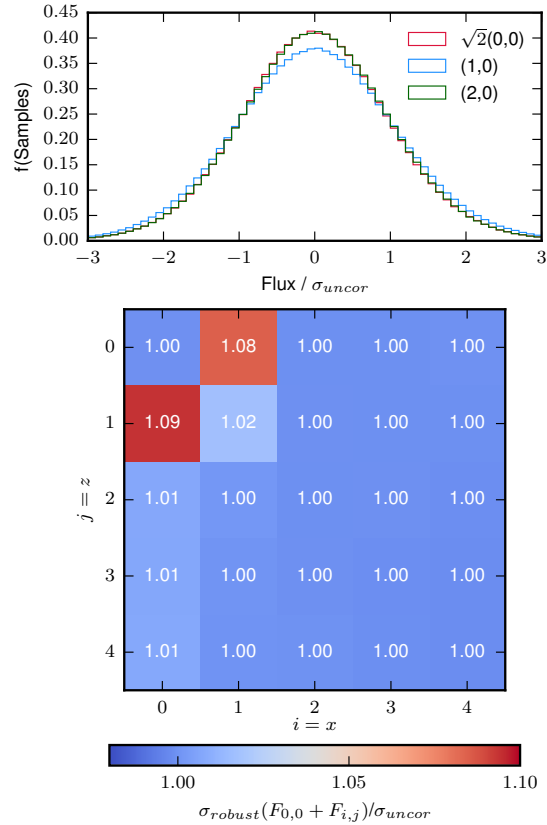 0.45
0.40
0.35
0.30
0.25
0.20
0.15
0.10
0.05
0.00
f(Samples)
√2(0,0)
(1,0)
(2,0)
−3 −2 −1 0 1 2 3
Flux / σ_uncor
0 1.00 1.08 1.00 1.00 1.00
1 1.09 1.02 1.00 1.00 1.00
2 1.01 1.00 1.00 1.00 1.00
3 1.01 1.00 1.00 1.00 1.00
4 1.01 1.00 1.00 1.00 1.00
j = z
0 1 2 3 4
i = x
1.00 1.05 1.10
σ_robust(F_0,0 + F_i,j)/σ_uncor